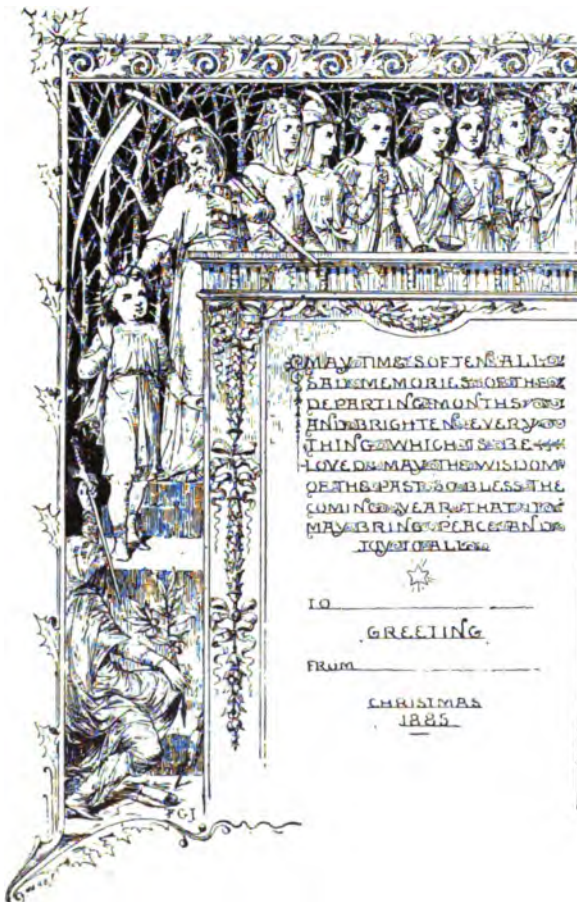 MAY TIME SOFTEN ALL
SAD MEMORIES OF THE
DEPARTING MONTHS
AND BRIGHTEN EVERY
THING WHICH IS BE
LOVED MAY THE WISDOM
OF THE PAST SO BLESS THE
COMING YEAR THAT IT
MAY BRING PEACE AND
JOY TO ALL
TO
GREETING
FROM
CHRISTMAS
1885
FGJ